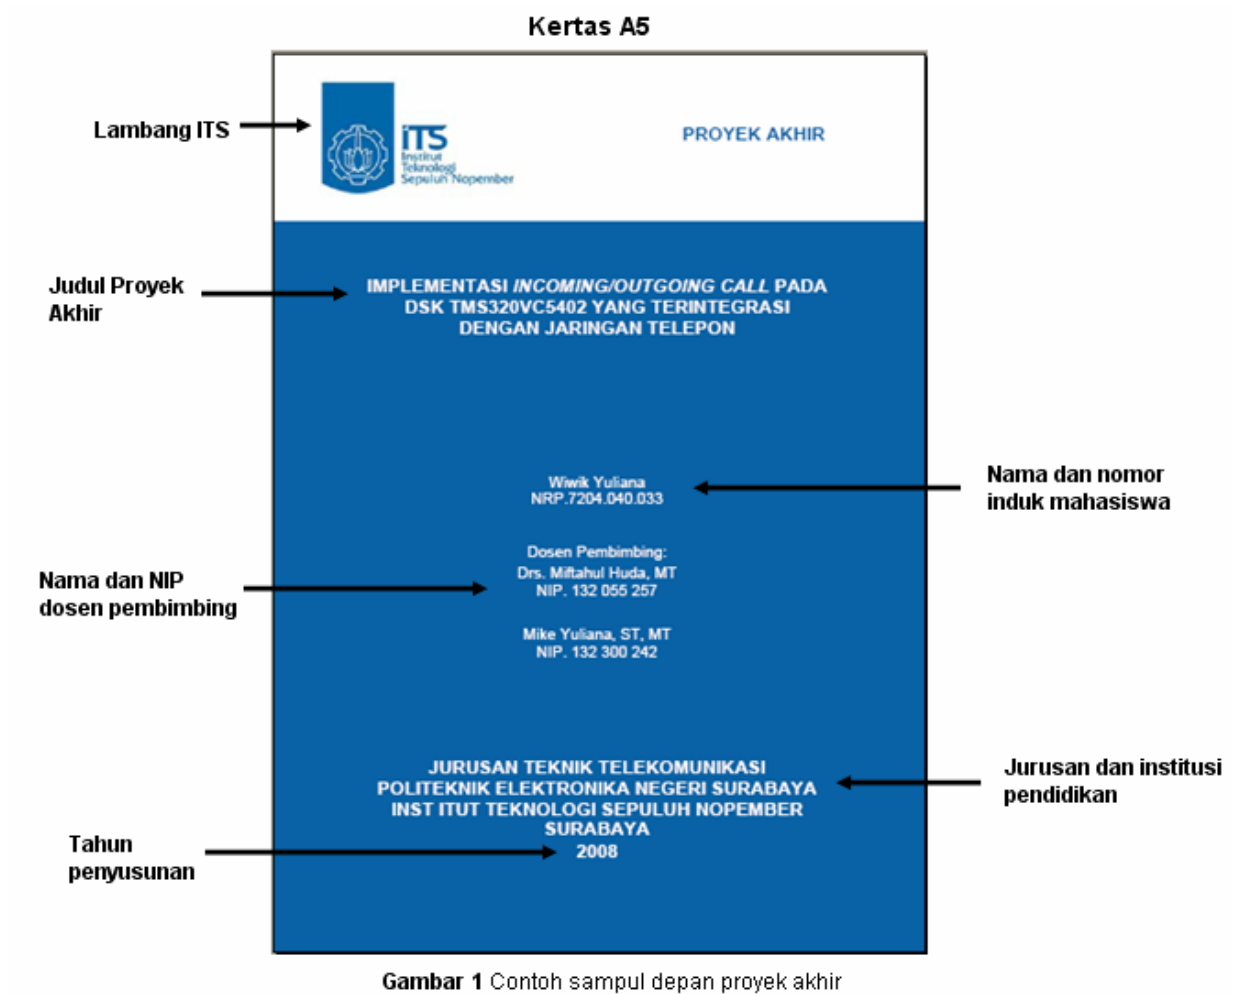 Kertas A5
Lambang ITS
iTS
Institut
Teknologi
Sepuluh Nopember
PROYEK AKHIR
Judul Proyek
Akhir
IMPLEMENTASI INCOMING/OUTGOING CALL PADA
DSK TMS320VC5402 YANG TERINTEGRASI
DENGAN JARINGAN TELEPON
Wiwik Yuliana
NRP.7204.040.033
Nama dan nomor
induk mahasiswa
Dosen Pembimbing:
Drs. Miftahul Huda, MT
NIP. 132 055 257
Nama dan NIP
dosen pembimbing
Mike Yuliana, ST, MT
NIP. 132 300 242
JURUSAN TEKNIK TELEKOMUNIKASI
POLITEKNIK ELEKTRONIKA NEGERI SURABAYA
INST ITUT TEKNOLOGI SEPULUH NOPEMBER
SURABAYA
Jurusan dan institusi
pendidikan
Tahun
penyusunan
2008
Gambar 1 Contoh sampul depan proyek akhir